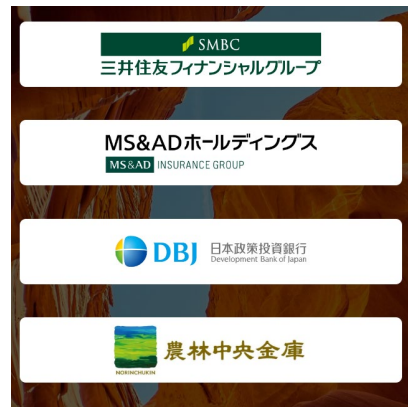 SMBC
三井住友フィナンシャルグループ
MS&ADホールディングス
MS&AD INSURANCE GROUP
DBJ 日本政策投資銀行
Development Bank of Japan
農林中央金庫
NORINCHUKIN